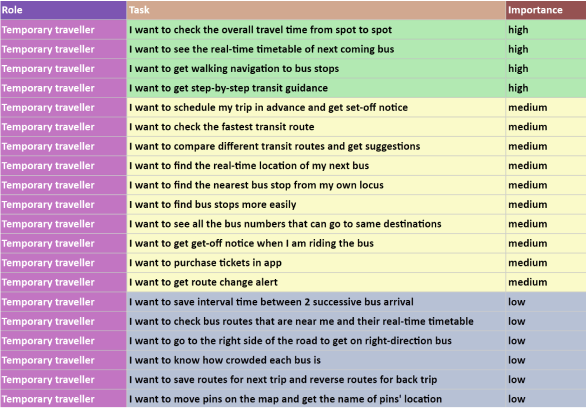 Role Task Importance
Temporary traveller I want to check the overall travel time from spot to spot high
Temporary traveller I want to see the real-time timetable of next coming bus high
Temporary traveller I want to get walking navigation to bus stops high
Temporary traveller I want to get step-by-step transit guidance high
Temporary traveller I want to schedule my trip in advance and get set-off notice medium
Temporary traveller I want to check the fastest transit route medium
Temporary traveller I want to compare different transit routes and get suggestions medium
Temporary traveller I want to find the real-time location of my next bus medium
Temporary traveller I want to find the nearest bus stop from my own locus medium
Temporary traveller I want to find bus stops more easily medium
Temporary traveller I want to see all the bus numbers that can go to same destinations medium
Temporary traveller I want to get get-off notice when I am riding the bus medium
Temporary traveller I want to purchase tickets in app medium
Temporary traveller I want to get route change alert medium
Temporary traveller I want to save interval time between 2 successive bus arrival low
Temporary traveller I want to check bus routes that are near me and their real-time timetable low
Temporary traveller I want to go to the right side of the road to get on right-direction bus low
Temporary traveller I want to know how crowded each bus is low
Temporary traveller I want to save routes for next trip and reverse routes for back trip low
Temporary traveller I want to move pins on the map and get the name of pins' location low